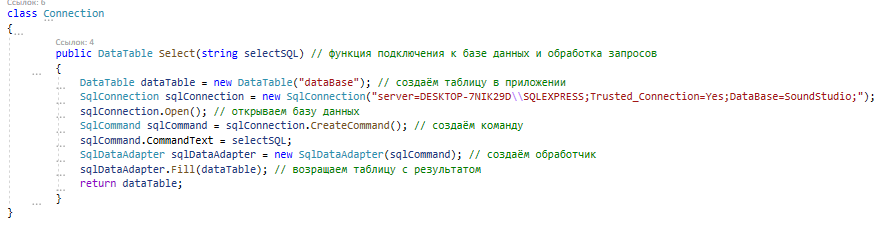 Ссылок: 6
class Connection
{
Ссылок: 4
public DataTable Select(string selectSQL) // функция подключения к базе данных и обработка запросов
{
DataTable dataTable = new DataTable("dataBase"); // создаём таблицу в приложении
SqlConnection sqlConnection = new SqlConnection("server=DESKTOP-7NIK29D\\SQLEXPRESS;Trusted_Connection=Yes;DataBase=SoundStudio;");
sqlConnection.Open(); // открываем базу данных
SqlCommand sqlCommand = sqlConnection.CreateCommand(); // создаём команду
sqlCommand.CommandText = selectSQL;
SqlDataAdapter sqlDataAdapter = new SqlDataAdapter(sqlCommand); // создаём обработчик
sqlDataAdapter.Fill(dataTable); // возращаем таблицу с результатом
return dataTable;
}
}